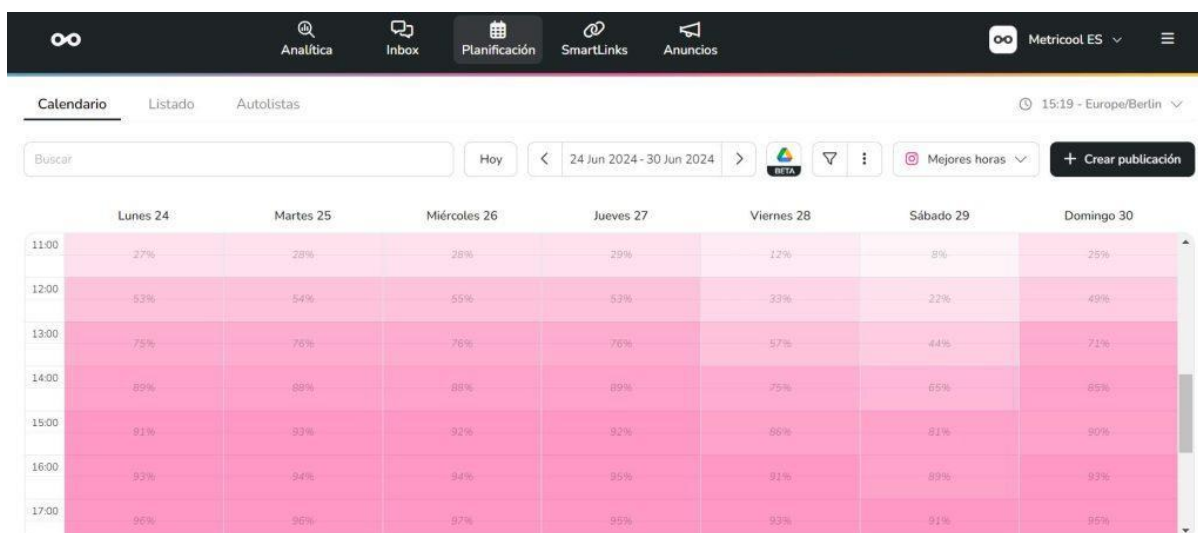 Analítica Inbox Planificación SmartLinks Anuncios Metricool ES
Calendario Listado Autolistas 15:19 - Europe/Berlin
Buscar Hoy 24 Jun 2024 - 30 Jun 2024 BETA Mejores horas + Crear publicación
Lunes 24 Martes 25 Miércoles 26 Jueves 27 Viernes 28 Sábado 29 Domingo 30
11:00 27% 28% 28% 29% 12% 8% 25%
12:00 53% 54% 55% 53% 33% 22% 49%
13:00 75% 76% 76% 76% 57% 44% 71%
14:00 89% 88% 88% 89% 75% 65% 85%
15:00 91% 93% 92% 92% 86% 81% 90%
16:00 93% 94% 94% 95% 91% 89% 93%
17:00 96% 96% 97% 95% 93% 91% 95%